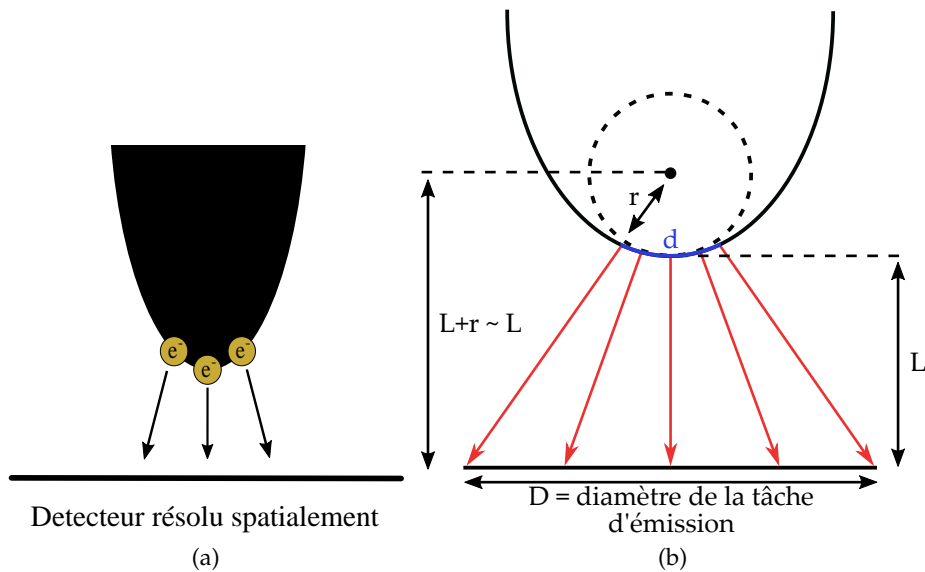 e⁻
e⁻
e⁻
Detecteur résolu spatialement
(a)
r
d
L+r ~ L
L
D = diamètre de la tâche
d'émission
(b)